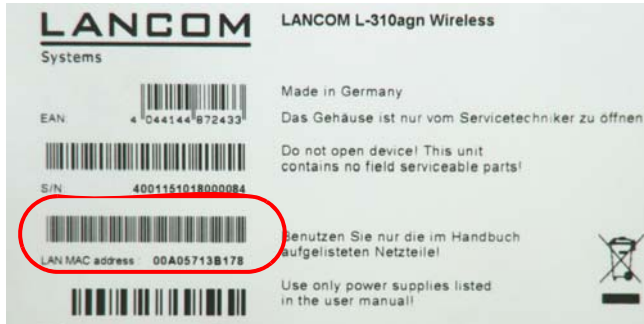 LANCOM
Systems
LANCOM L-310agn Wireless
Made in Germany
EAN: 4 044144 872433
Das Gehäuse ist nur vom Servicetechniker zu öffnen
Do not open device! This unit
contains no field serviceable parts!
S/N: 4001151018000084
LAN MAC address : 00A05713B178
Benutzen Sie nur die im Handbuch
aufgelisteten Netzteile!
Use only power supplies listed
in the user manual!